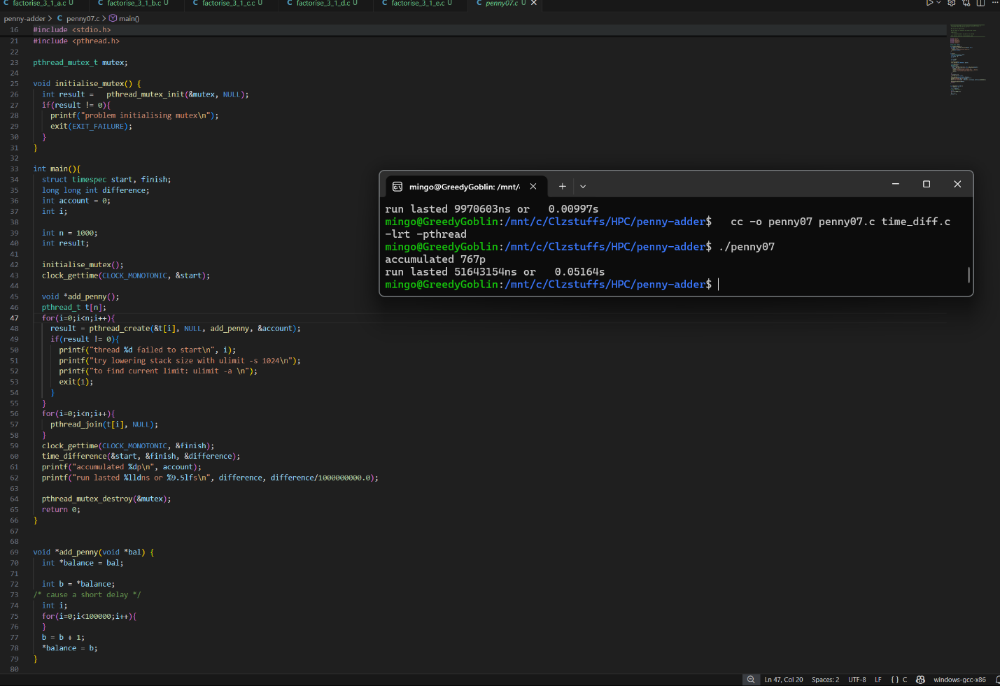 C factorise_3_1_a.c U C factorise_3_1_b.c U C factorise_3_1_c.c U C factorise_3_1_d.c U C factorise_3_1_e.c U C penny07.c U ✕
penny-adder > C penny07.c > main()
16 #include <stdio.h>
21 #include <pthread.h>
22
23 pthread_mutex_t mutex;
24
25 void initialise_mutex() {
26   int result =   pthread_mutex_init(&mutex, NULL);
27   if(result != 0){
28     printf("problem initialising mutex\n");
29     exit(EXIT_FAILURE);
30   }
31 }
32
33 int main(){
34   struct timespec start, finish;
35   long long int difference;
36   int account = 0;
37   int i;
38
39   int n = 1000;
40   int result;
41
42   initialise_mutex();
43   clock_gettime(CLOCK_MONOTONIC, &start);
44
45   void *add_penny();
46   pthread_t t[n];
47   for(i=0;i<n;i++){
48     result = pthread_create(&t[i], NULL, add_penny, &account);
49     if(result != 0){
50       printf("thread %d failed to start\n", i);
51       printf("try lowering stack size with ulimit -s 1024\n");
52       printf("to find current limit: ulimit -a \n");
53       exit(1);
54     }
55   }
56   for(i=0;i<n;i++){
57     pthread_join(t[i], NULL);
58   }
59   clock_gettime(CLOCK_MONOTONIC, &finish);
60   time_difference(&start, &finish, &difference);
61   printf("accumulated %dp\n", account);
62   printf("run lasted %lldns or %9.5lfs\n", difference, difference/1000000000.0);
63
64   pthread_mutex_destroy(&mutex);
65   return 0;
66 }
67
68
69 void *add_penny(void *bal) {
70   int *balance = bal;
71
72   int b = *balance;
73 /* cause a short delay */
74   int i;
75   for(i=0;i<100000;i++){
76   }
77   b = b + 1;
78   *balance = b;
79 }
80
mingo@GreedyGoblin: /mnt/
run lasted 9970603ns or   0.00997s
mingo@GreedyGoblin:/mnt/c/Clzstuffs/HPC/penny-adder$   cc -o penny07 penny07.c time_diff.c
-lrt -pthread
mingo@GreedyGoblin:/mnt/c/Clzstuffs/HPC/penny-adder$ ./penny07
accumulated 767p
run lasted 51643154ns or   0.05164s
mingo@GreedyGoblin:/mnt/c/Clzstuffs/HPC/penny-adder$
Ln 47, Col 20 Spaces: 2 UTF-8 LF {} C windows-gcc-x86